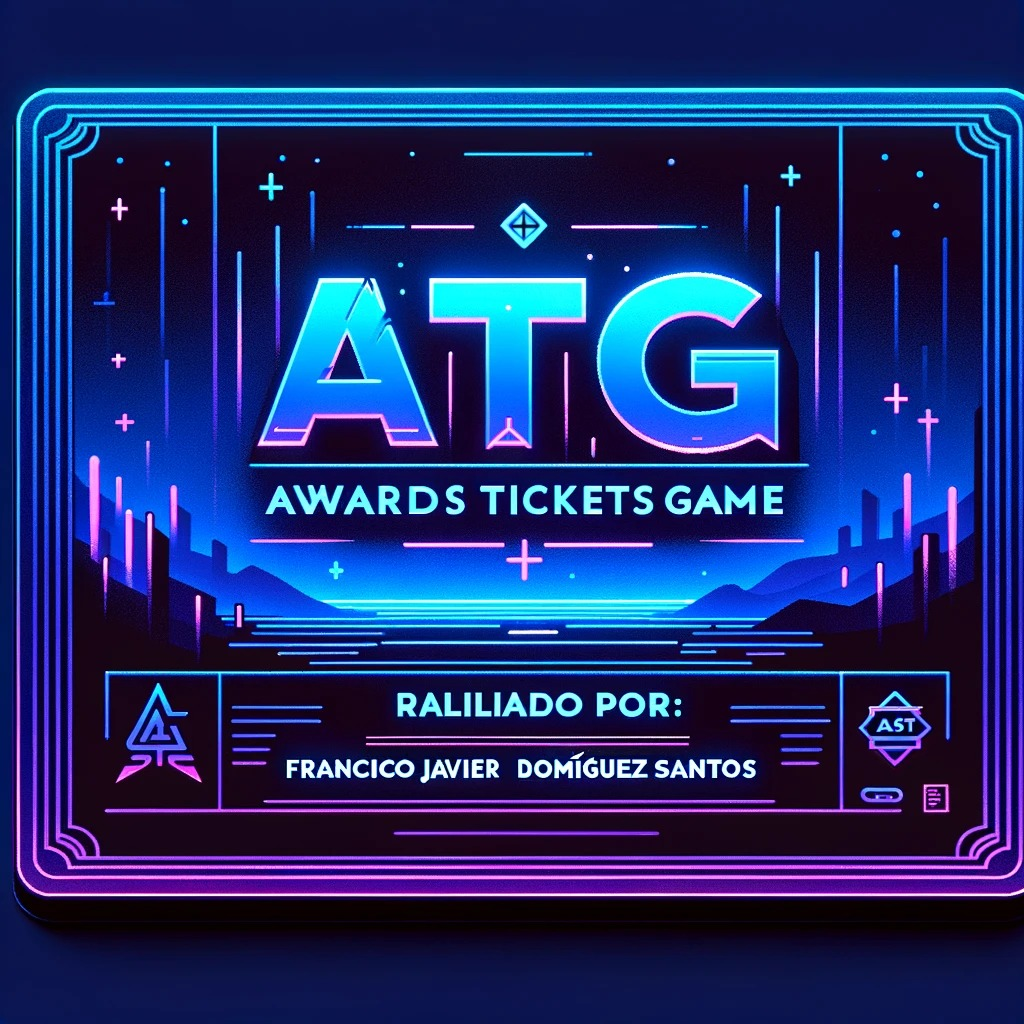 ATG
AWARDS TICKETS GAME
RALILIADO POR:
FRANCICO JAVIER DOMÍGUEZ SANTOS
AST